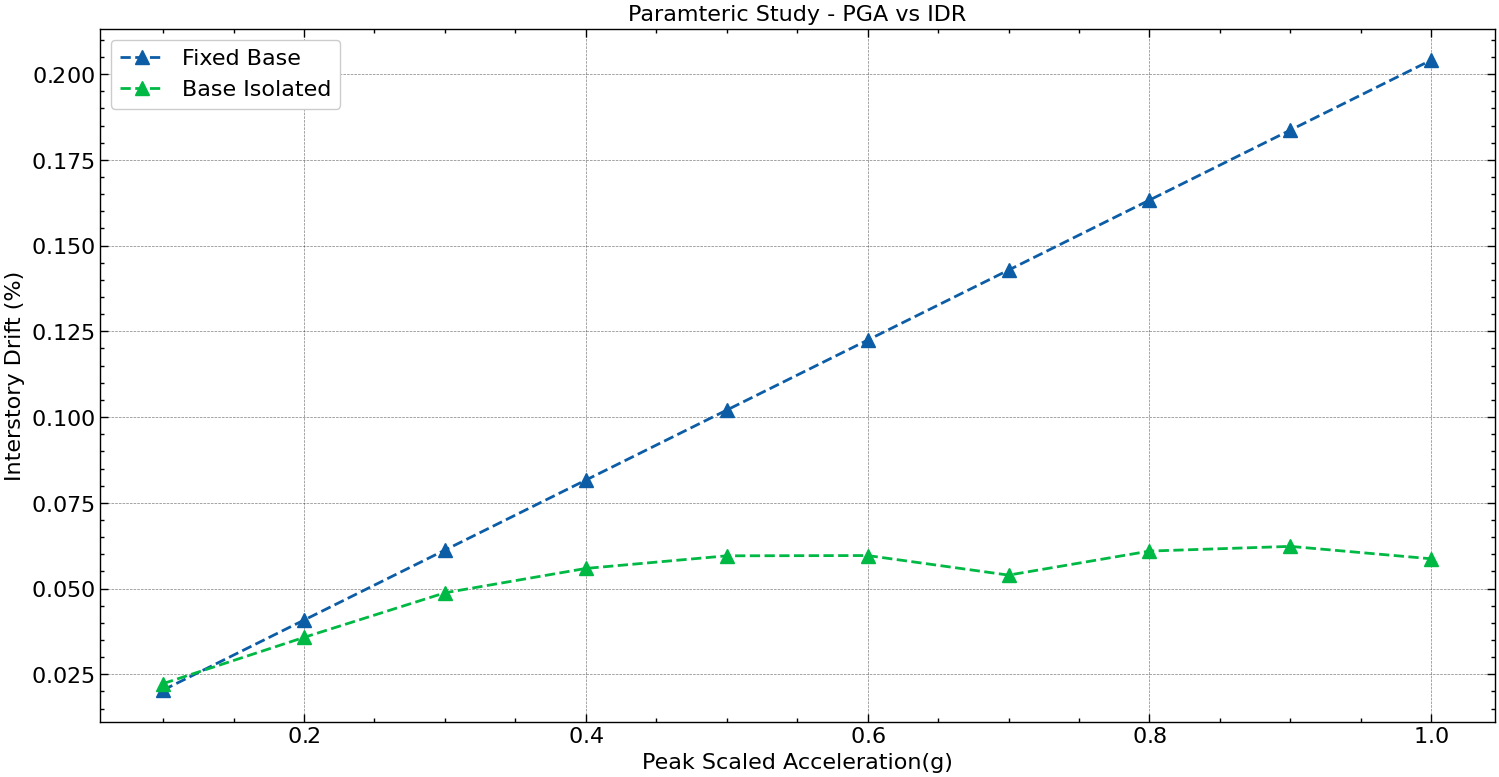 Paramteric Study - PGA vs IDR
Fixed Base
Base Isolated
Interstory Drift (%)
0.200
0.175
0.150
0.125
0.100
0.075
0.050
0.025
0.2 0.4 0.6 0.8 1.0
Peak Scaled Acceleration(g)